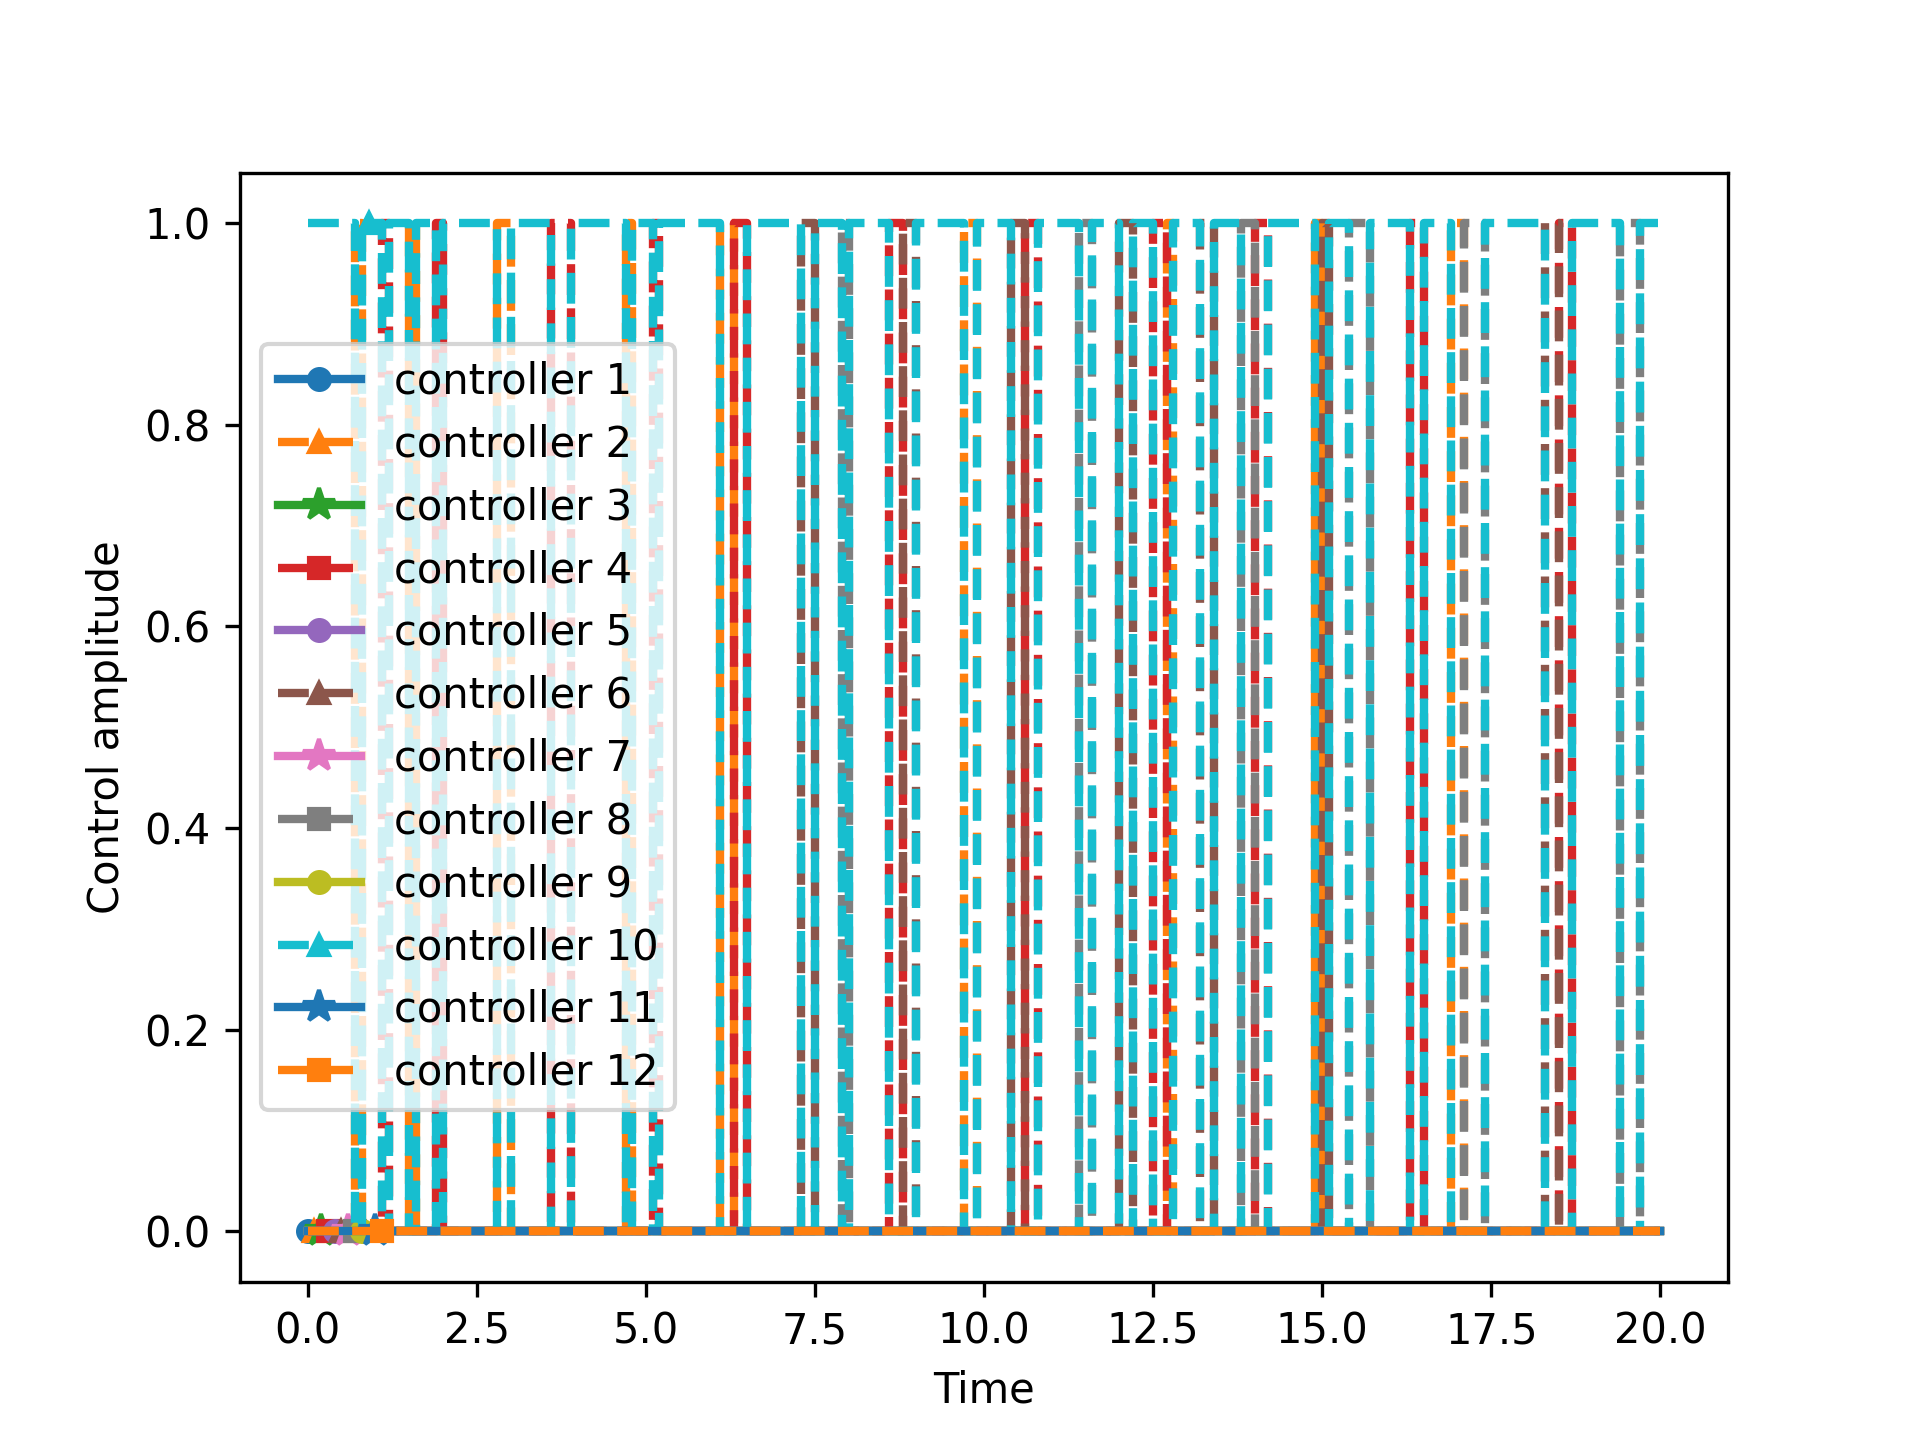 1.0
0.8
0.6
0.4
0.2
0.0
Control amplitude
controller 1
controller 2
controller 3
controller 4
controller 5
controller 6
controller 7
controller 8
controller 9
controller 10
controller 11
controller 12
0.0 2.5 5.0 7.5 10.0 12.5 15.0 17.5 20.0
Time